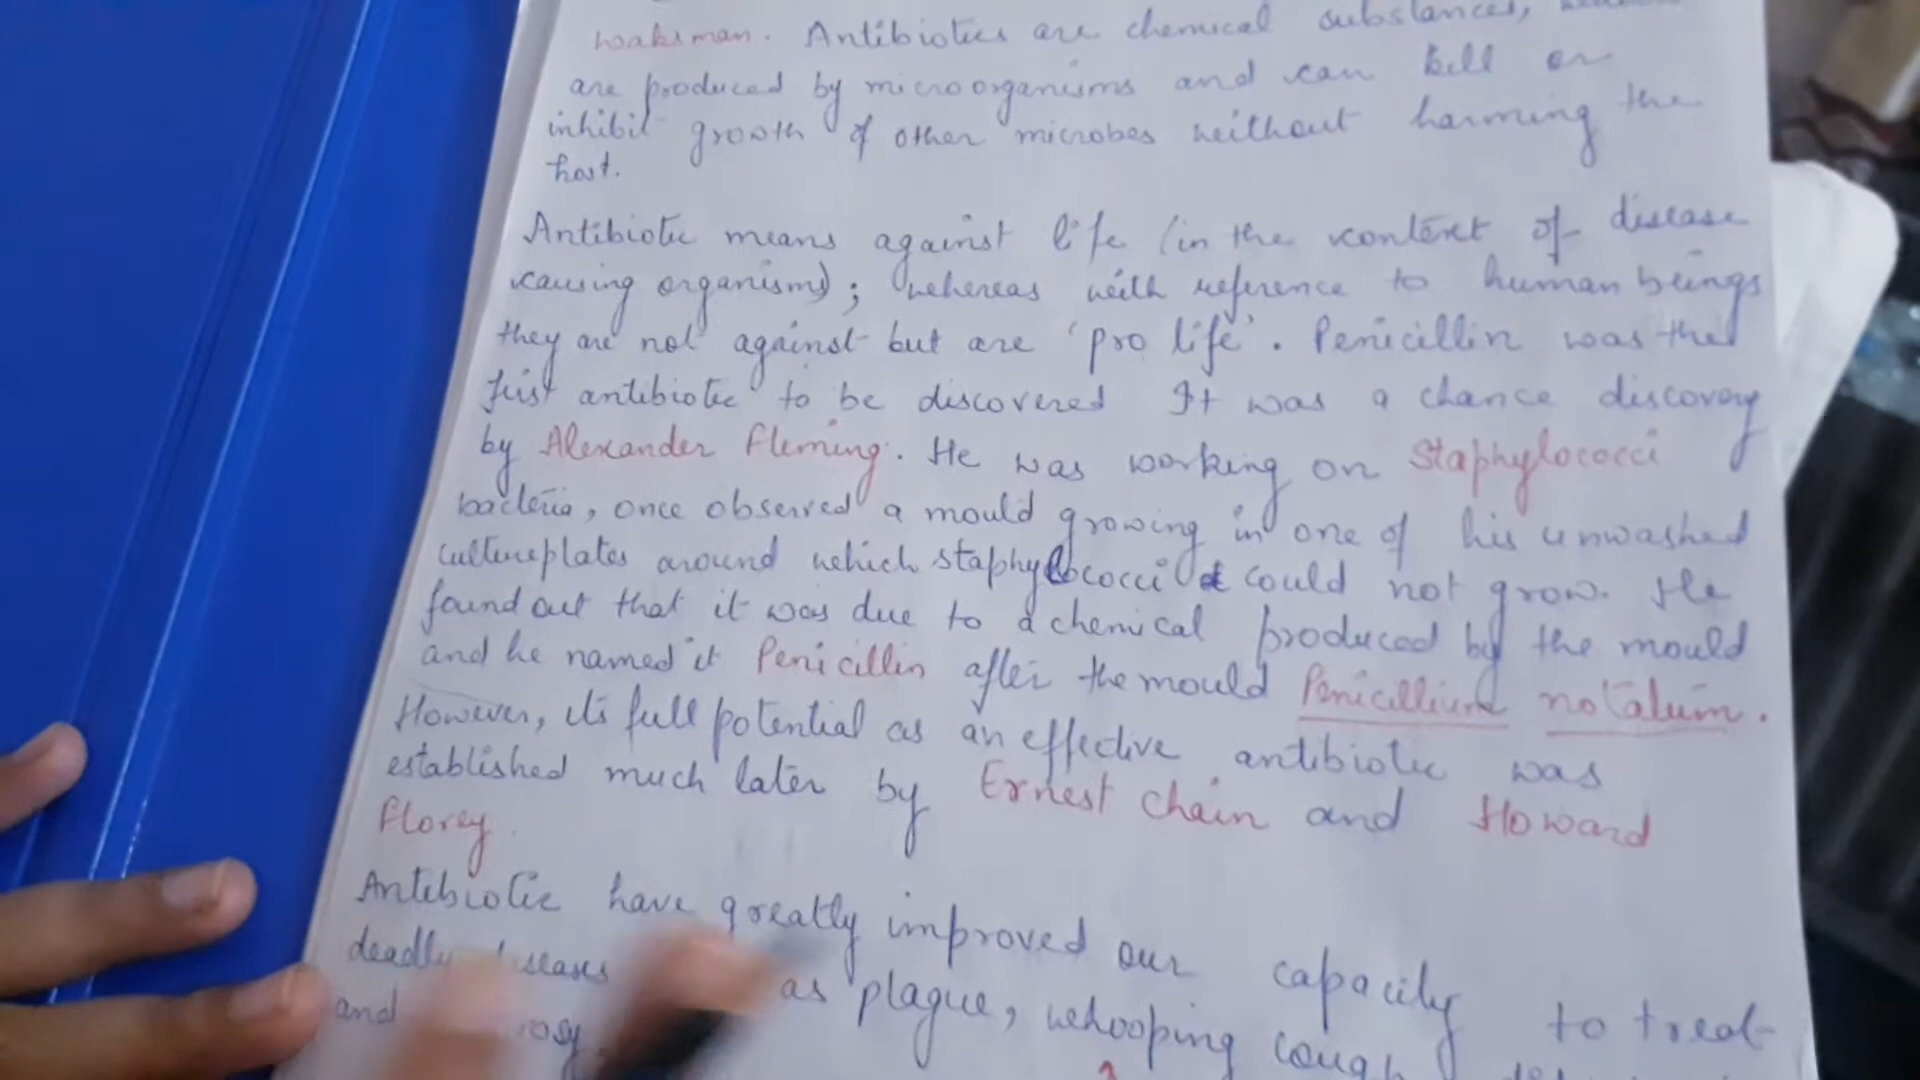 Waksman. Antibiotics are chemical substances,
are produced by microorganisms and can kill or
inhibit growth of other microbes without harming the
host.
Antibiotic means against life (in the context of disease
causing organism); whereas with reference to human beings
they are not against but are 'pro life'. Penicillin was the
first antibiotic to be discovered It was a chance discovery
by Alexander Fleming. He was working on Staphylococci
bacteria, once observed a mould growing in one of his unwashed
culture plates around which staphylococci could not grow. He
found out that it was due to a chemical produced by the mould
and he named it Penicillin after the mould Penicillium notatum.
However, its full potential as an effective antibiotic was
established much later by Ernest Chain and Howard
Florey.
Antibiotic have greatly improved our capacity to treat
deadly as plague, whooping cough
and